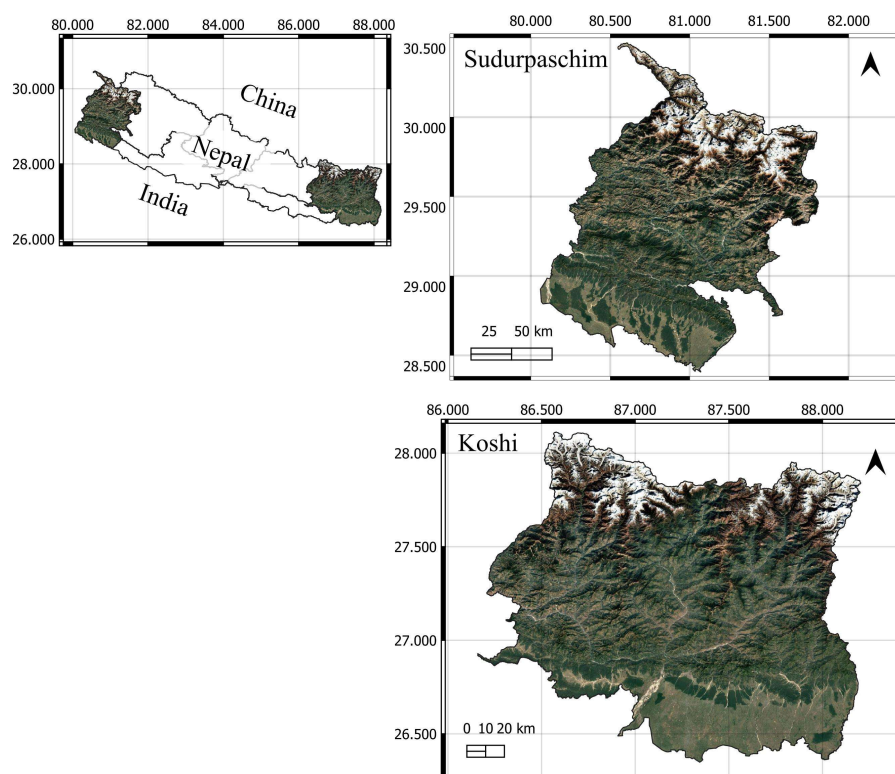 80.000 82.000 84.000 86.000 88.000
30.000
28.000
26.000
China
Nepal
India
80.000 80.500 81.000 81.500 82.000
30.500
30.000
29.500
29.000
28.500
Sudurpaschim
25 50 km
86.000 86.500 87.000 87.500 88.000
28.000
27.500
27.000
26.500
Koshi
0 10 20 km